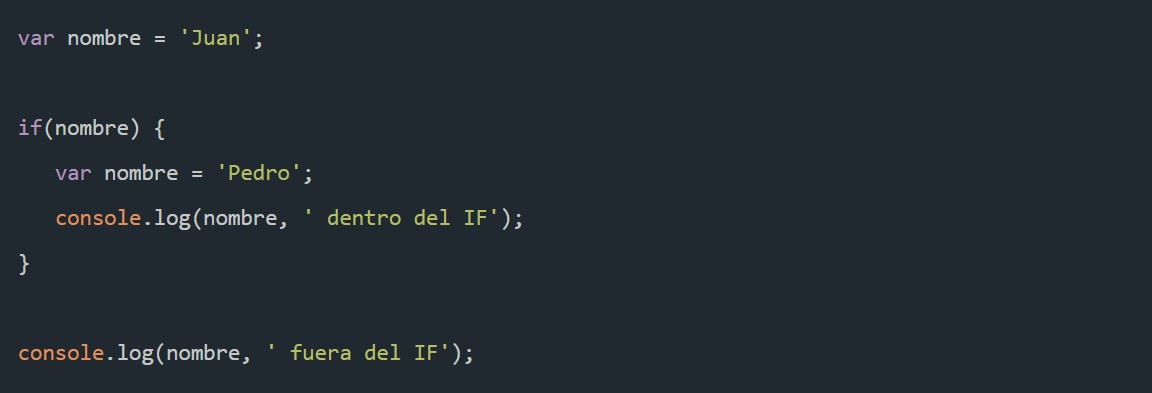 var nombre = 'Juan';
if(nombre) {
var nombre = 'Pedro';
console.log(nombre, ' dentro del IF');
}
console.log(nombre, ' fuera del IF');